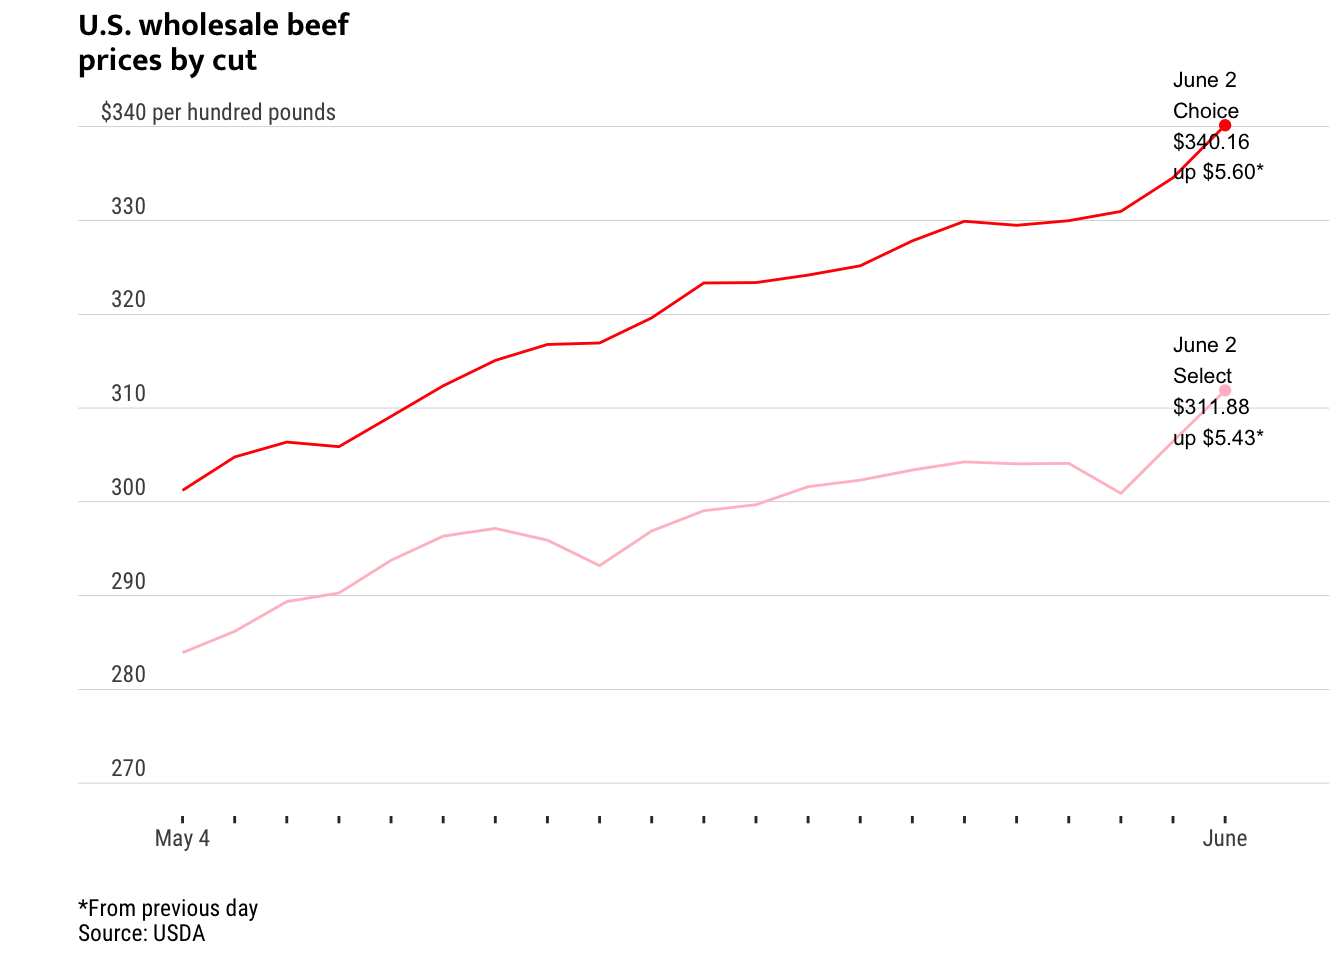 U.S. wholesale beef
prices by cut
$340 per hundred pounds
330
320
310
300
290
280
270
June 2
Choice
$340.16
up $5.60*
June 2
Select
$311.88
up $5.43*
May 4
June
*From previous day
Source: USDA